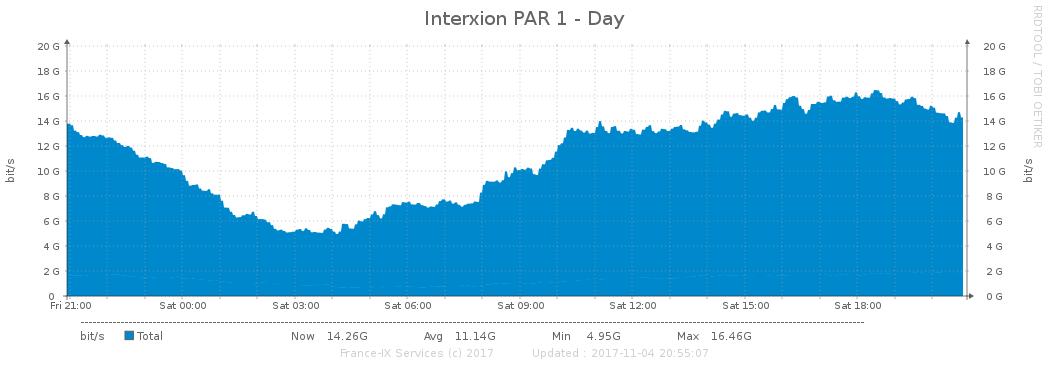 Interxion PAR 1 - Day
RRDTOOL / TOBI OETIKER
20 G 20 G
18 G 18 G
16 G 16 G
14 G 14 G
12 G 12 G
10 G 10 G
8 G 8 G
6 G 6 G
4 G 4 G
2 G 2 G
0 0 G
bit/s
bit/s
Fri 21:00 Sat 00:00 Sat 03:00 Sat 06:00 Sat 09:00 Sat 12:00 Sat 15:00 Sat 18:00
bit/s Total Now 14.26G Avg 11.14G Min 4.95G Max 16.46G
France-IX Services (c) 2017 Updated : 2017-11-04 20:55:07